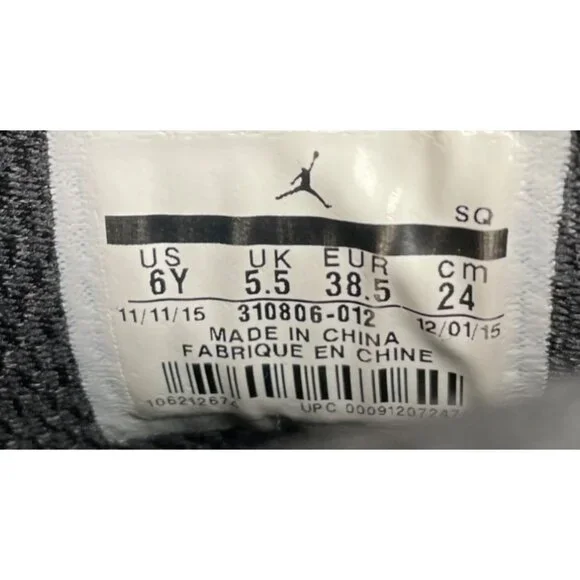 SQ
US UK EUR cm
6Y 5.5 38.5 24
11/11/15 310806-012 12/01/15
MADE IN CHINA
FABRIQUE EN CHINE
UPC 00091207247